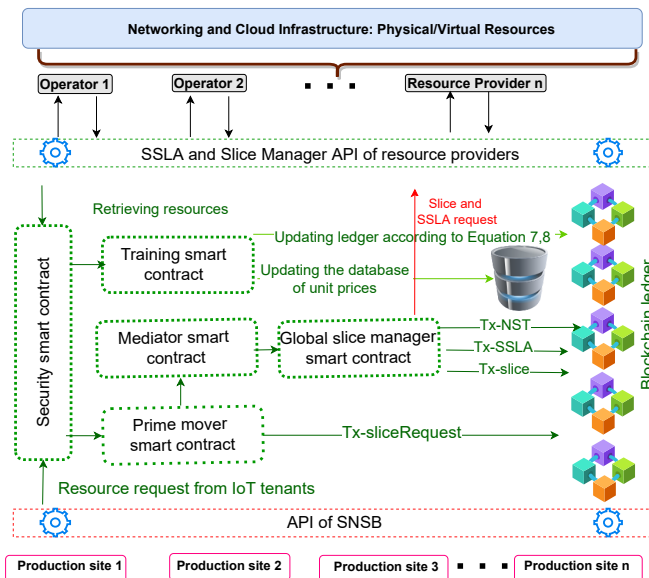 Networking and Cloud Infrastructure: Physical/Virtual Resources
Operator 1
Operator 2
Resource Provider n
SSLA and Slice Manager API of resource providers
Retrieving resources
Slice and
SSLA request
Security smart contract
Training smart
contract
Updating ledger according to Equation 7,8
Updating the database
of unit prices
Mediator smart
contract
Global slice manager
smart contract
Tx-NST
Tx-SSLA
Tx-slice
Blockchain ledger
Prime mover
smart contract
Tx-sliceRequest
Resource request from IoT tenants
API of SNSB
Production site 1
Production site 2
Production site 3
Production site n